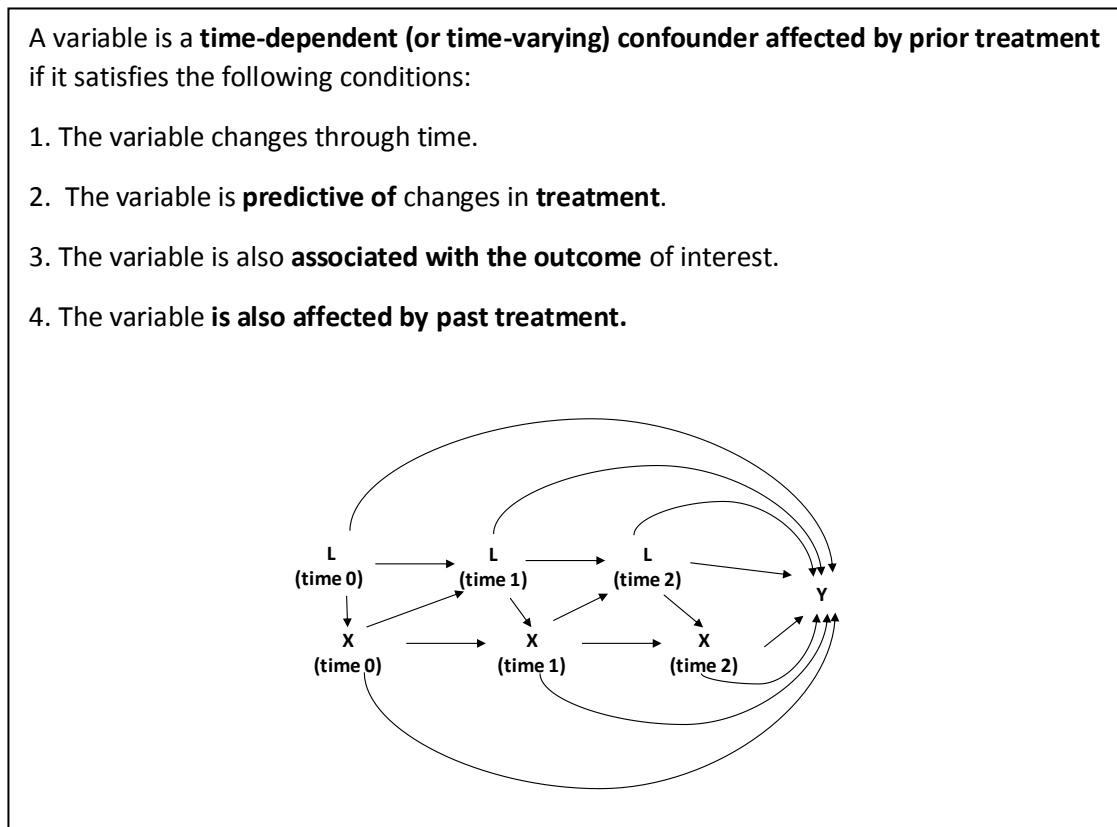 A variable is a time-dependent (or time-varying) confounder affected by prior treatment
if it satisfies the following conditions:
1. The variable changes through time.
2.  The variable is predictive of changes in treatment.
3. The variable is also associated with the outcome of interest.
4. The variable is also affected by past treatment.
L
(time 0)
L
(time 1)
L
(time 2)
Y
X
(time 0)
X
(time 1)
X
(time 2)